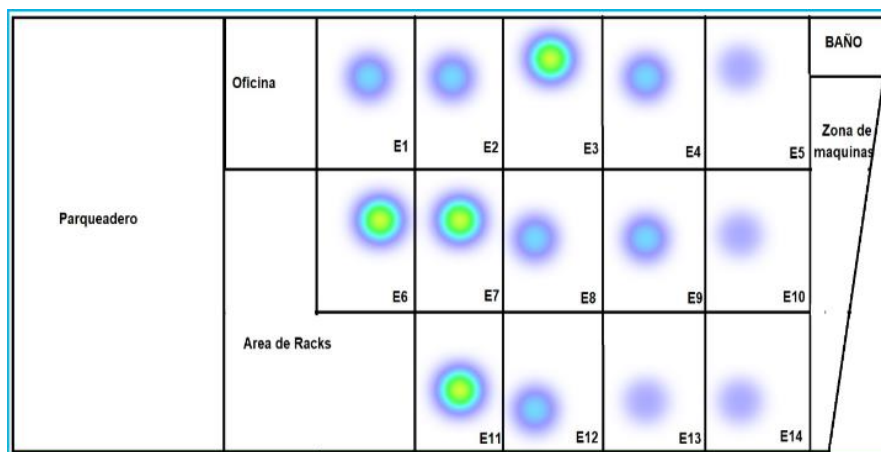 BAÑO
Oficina
Zona de
maquinas
E1
E2
E3
E4
E5
Parqueadero
E6
E7
E8
E9
E10
Area de Racks
E11
E12
E13
E14